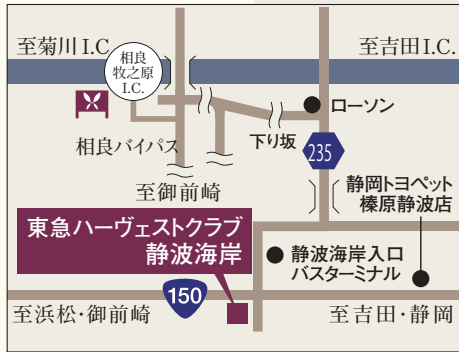 至菊川I.C.
相良
牧之原
I.C.
至吉田I.C.
ローソン
相良バイパス
下り坂
235
至御前崎
静岡トヨペット
榛原静波店
東急ハーヴェストクラブ
静波海岸
静波海岸入口
バスターミナル
150
至浜松・御前崎
至吉田・静岡